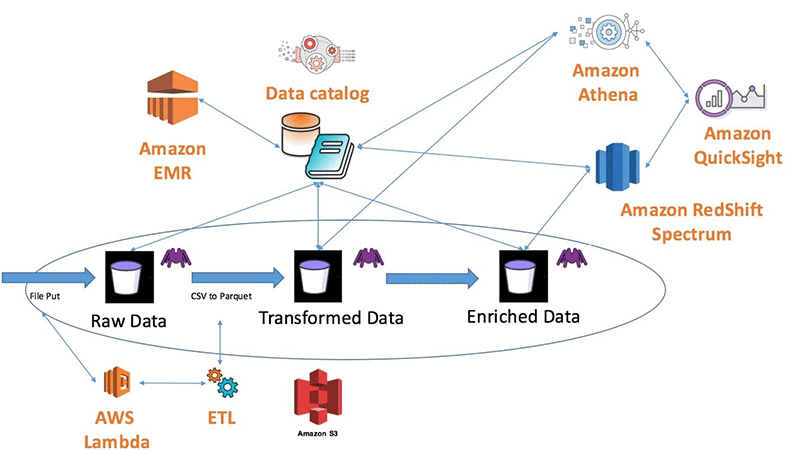 Data catalog
Amazon
EMR
Amazon
Athena
Amazon
QuickSight
Amazon RedShift
Spectrum
File Put
Raw Data
CSV to Parquet
Transformed Data
Enriched Data
AWS
Lambda
ETL
Amazon S3